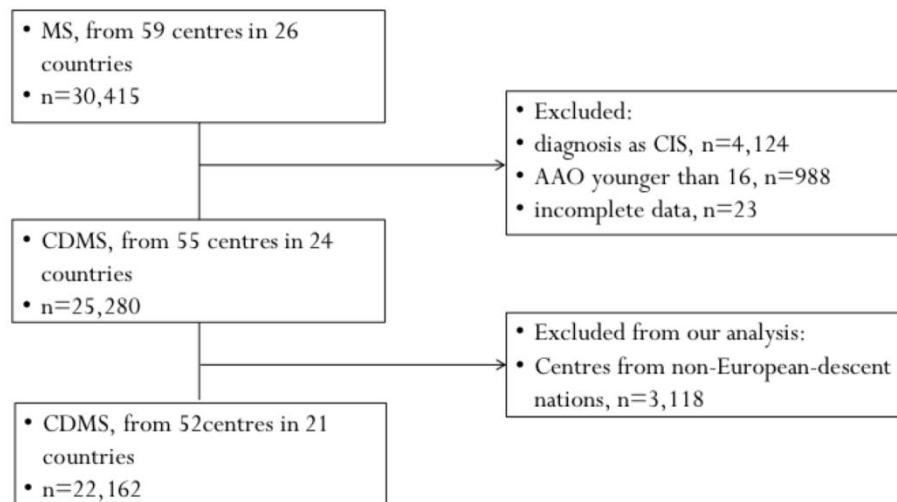 • MS, from 59 centres in 26
countries
• n=30,415
• Excluded:
• diagnosis as CIS, n=4,124
• AAO younger than 16, n=988
• incomplete data, n=23
• CDMS, from 55 centres in 24
countries
• n=25,280
• Excluded from our analysis:
• Centres from non-European-descent
nations, n=3,118
• CDMS, from 52centres in 21
countries
• n=22,162